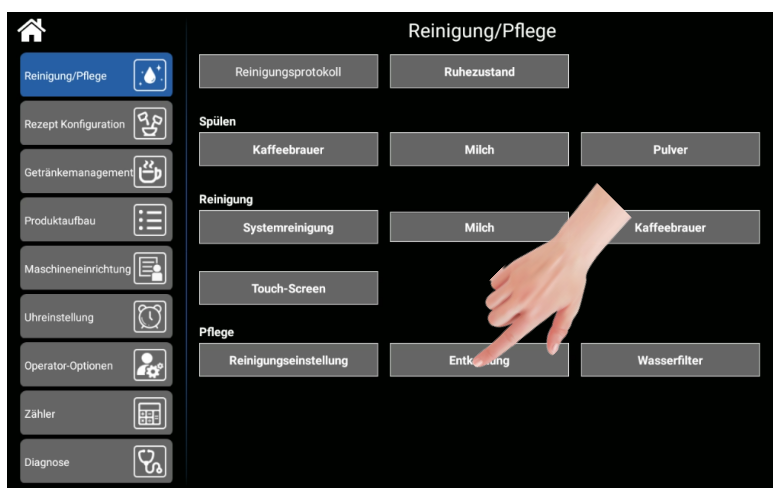 Reinigung/Pflege
Reinigung/Pflege
Rezept Konfiguration
Getränkemanagement
Produktaufbau
Maschineneinrichtung
Uhreinstellung
Operator-Optionen
Zähler
Diagnose
Reinigungsprotokoll
Ruhezustand
Spülen
Kaffeebrauer
Milch
Pulver
Reinigung
Systemreinigung
Milch
Kaffeebrauer
Touch-Screen
Pflege
Reinigungseinstellung
Wasserfilter